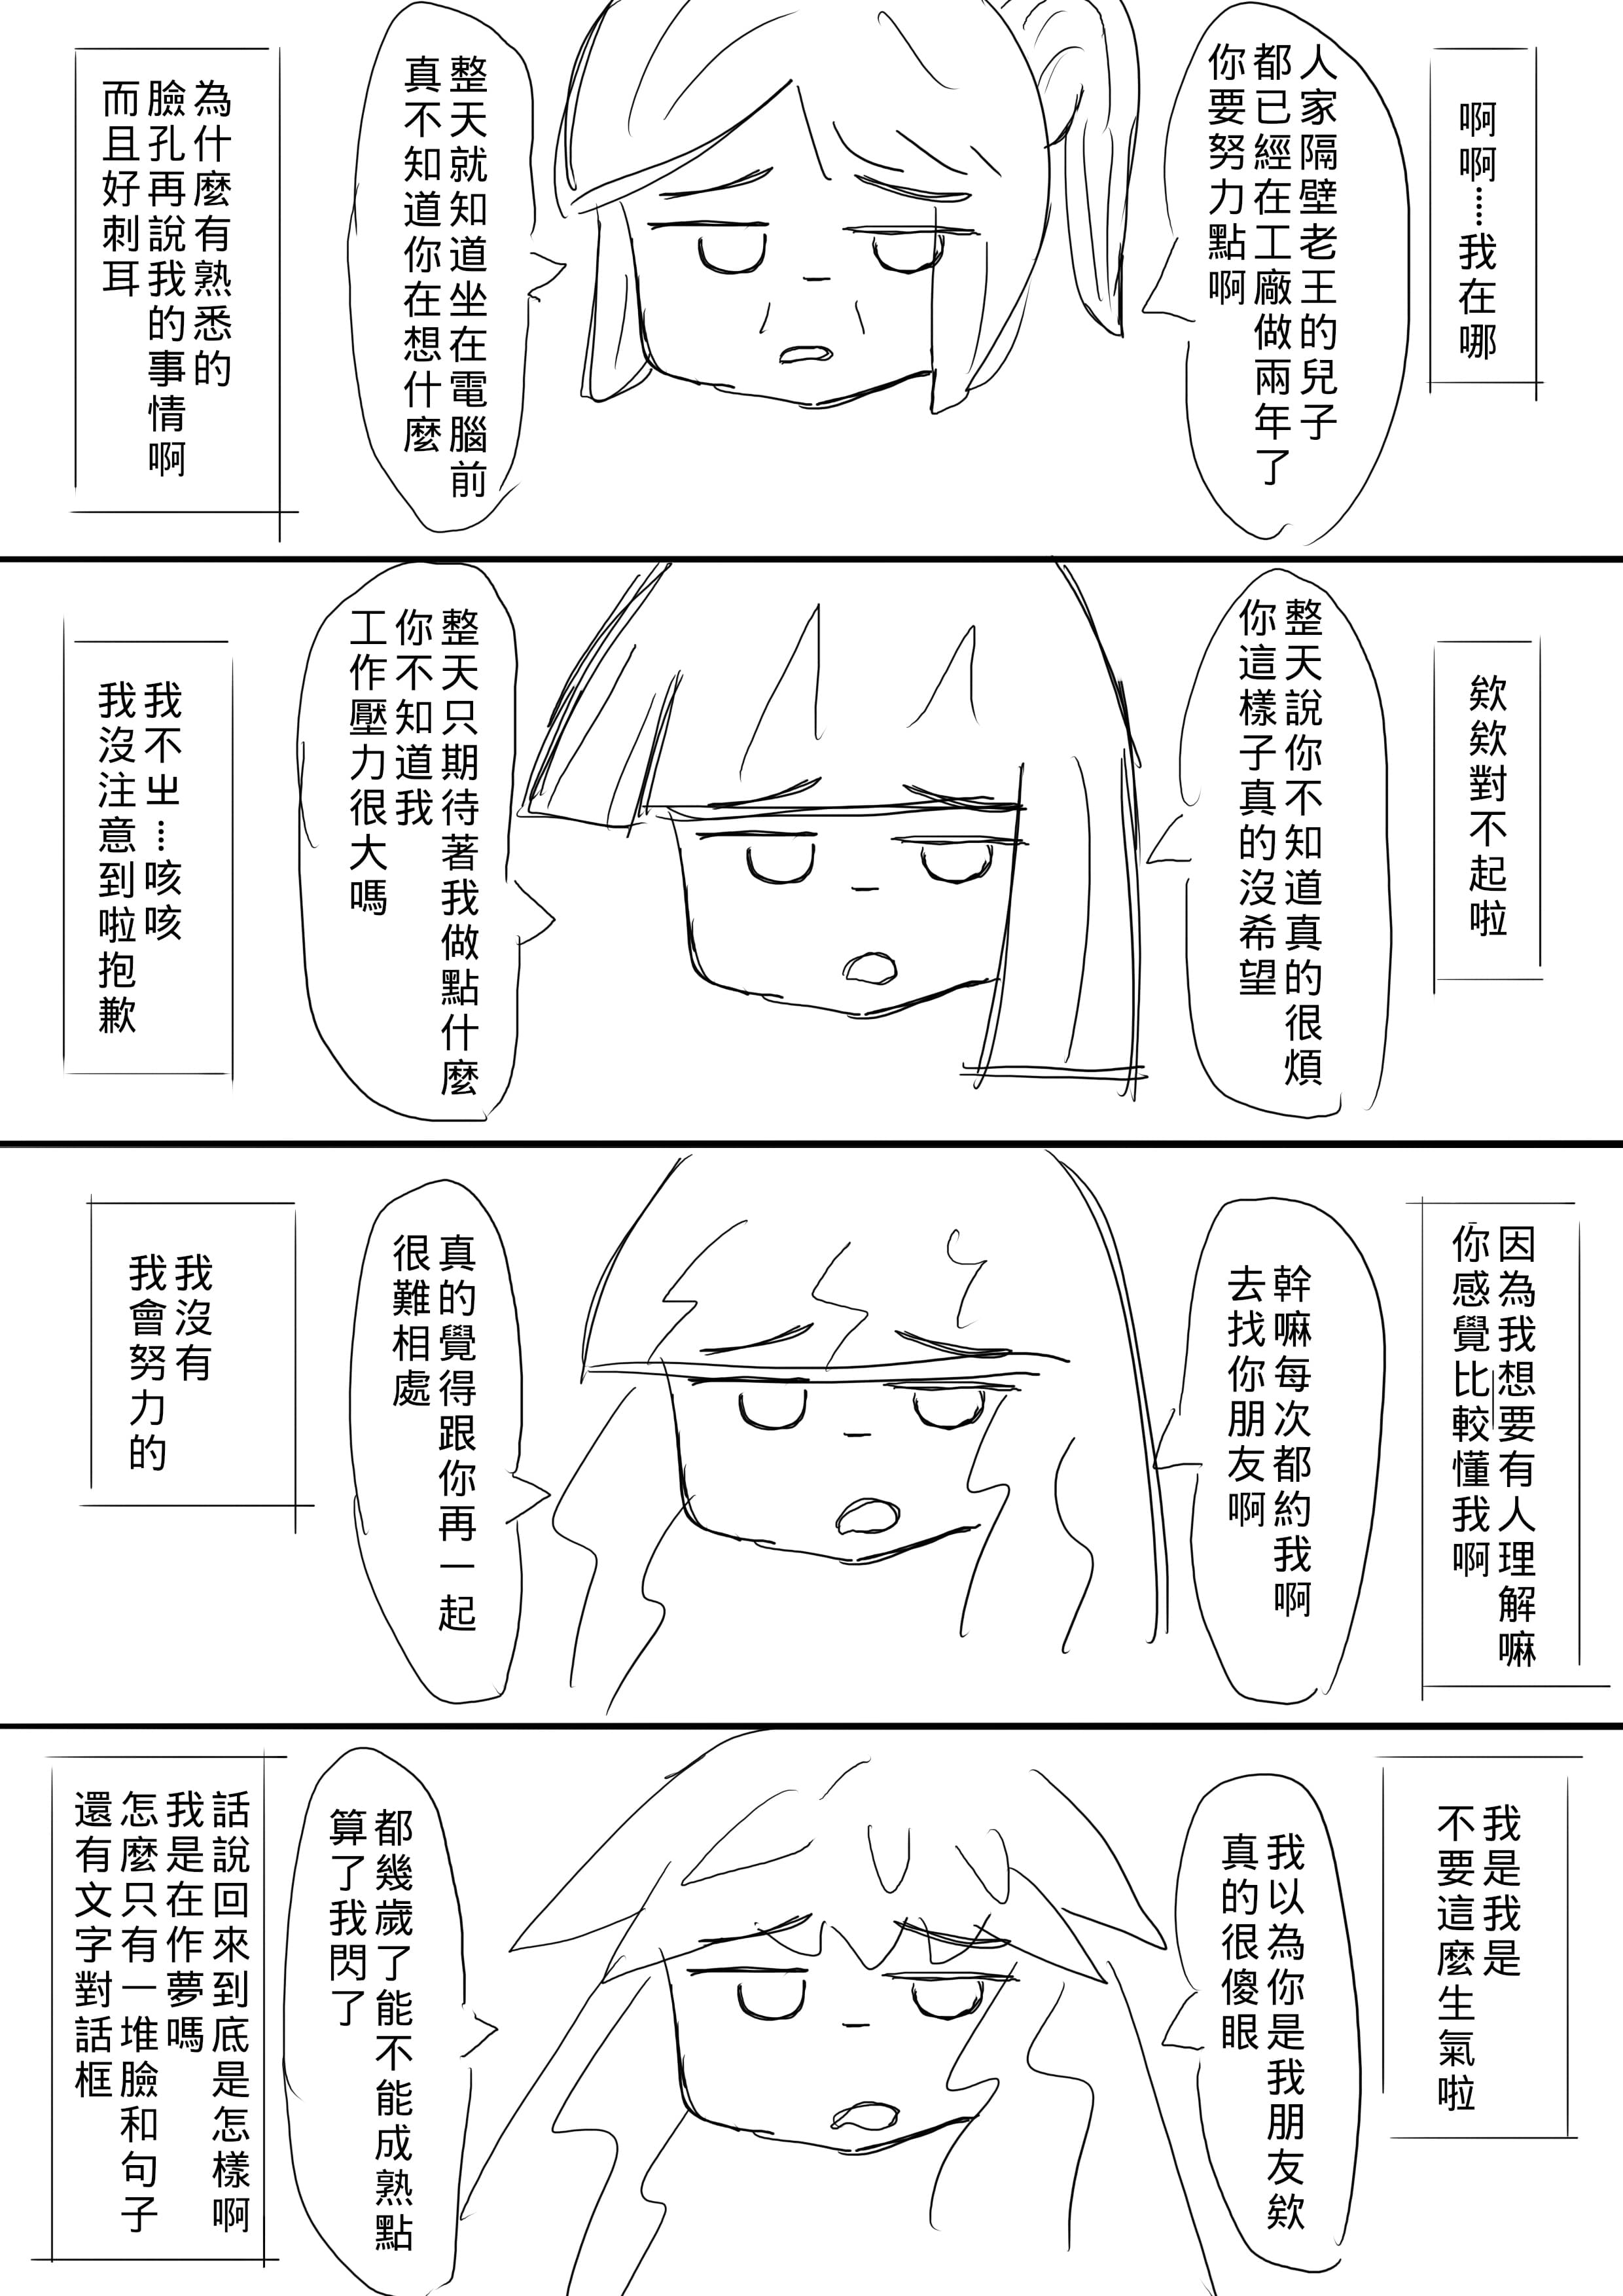 啊啊……我在哪
人家隔壁老王的兒子
都已經在工廠做兩年了
你要努力點啊
整天就知道坐在電腦前
真不知道你在想什麼
為什麼有熟悉的
臉孔再說我的事情啊
而且好刺耳
欸欸對不起啦
整天說你不知道真的很煩
你這樣子真的沒希望
整天只期待著我做點什麼
你不知道我
工作壓力很大嗎
我不ㄓ…咳咳
我沒注意到啦抱歉
因為我想要有人理解嘛
你感覺比較懂我啊
幹嘛每次都約我啊
去找你朋友啊
真的覺得跟你再一起
很難相處
我沒有
我會努力的
我是我是
不要這麼生氣啦
我以為你是我朋友欸
真的很傻眼
都幾歲了能不能成熟點
算了我閃了
話說回來到底是怎樣啊
我是在作夢嗎
怎麼只有一堆臉和句子
還有文字對話框